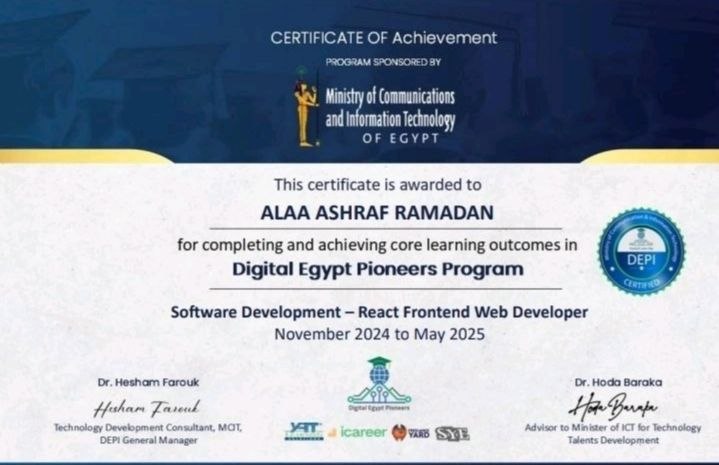 CERTIFICATE OF Achievement
PROGRAM SPONSORED BY
Ministry of Communications
and Information Technology
OF EGYPT
This certificate is awarded to
ALAA ASHRAF RAMADAN
for completing and achieving core learning outcomes in
Digital Egypt Pioneers Program
DEPI
CERTIFIED
Software Development – React Frontend Web Developer
November 2024 to May 2025
Dr. Hesham Farouk
Hesham Farouk
Technology Development Consultant, MCIT,
DEPI General Manager
Digital Egypt Pioneers
YAT
icareer
YARD
SYE
Dr. Hoda Baraka
Hoda Baraka
Advisor to Minister of ICT for Technology
Talents Development